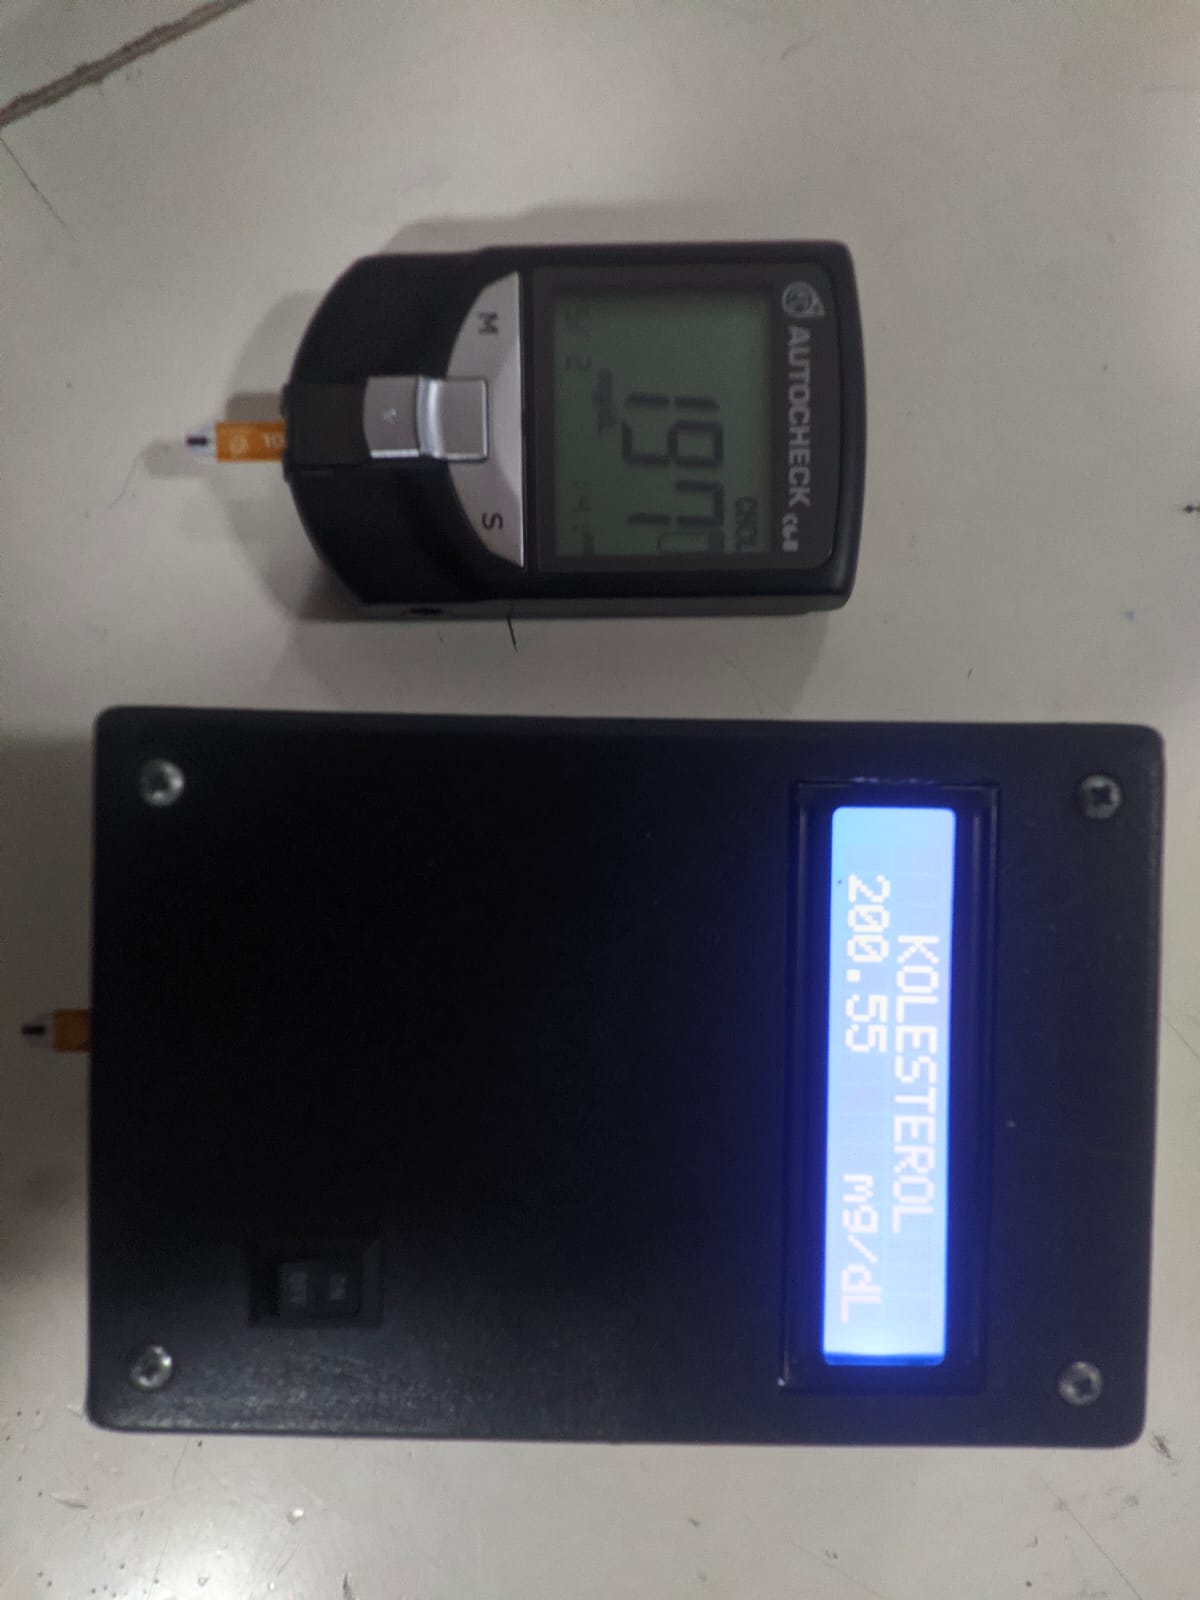 AUTOCHECK
CHOL
197
mg/dL
M
S
KOLESTEROL
200.55 mg/dL
ON
OFF